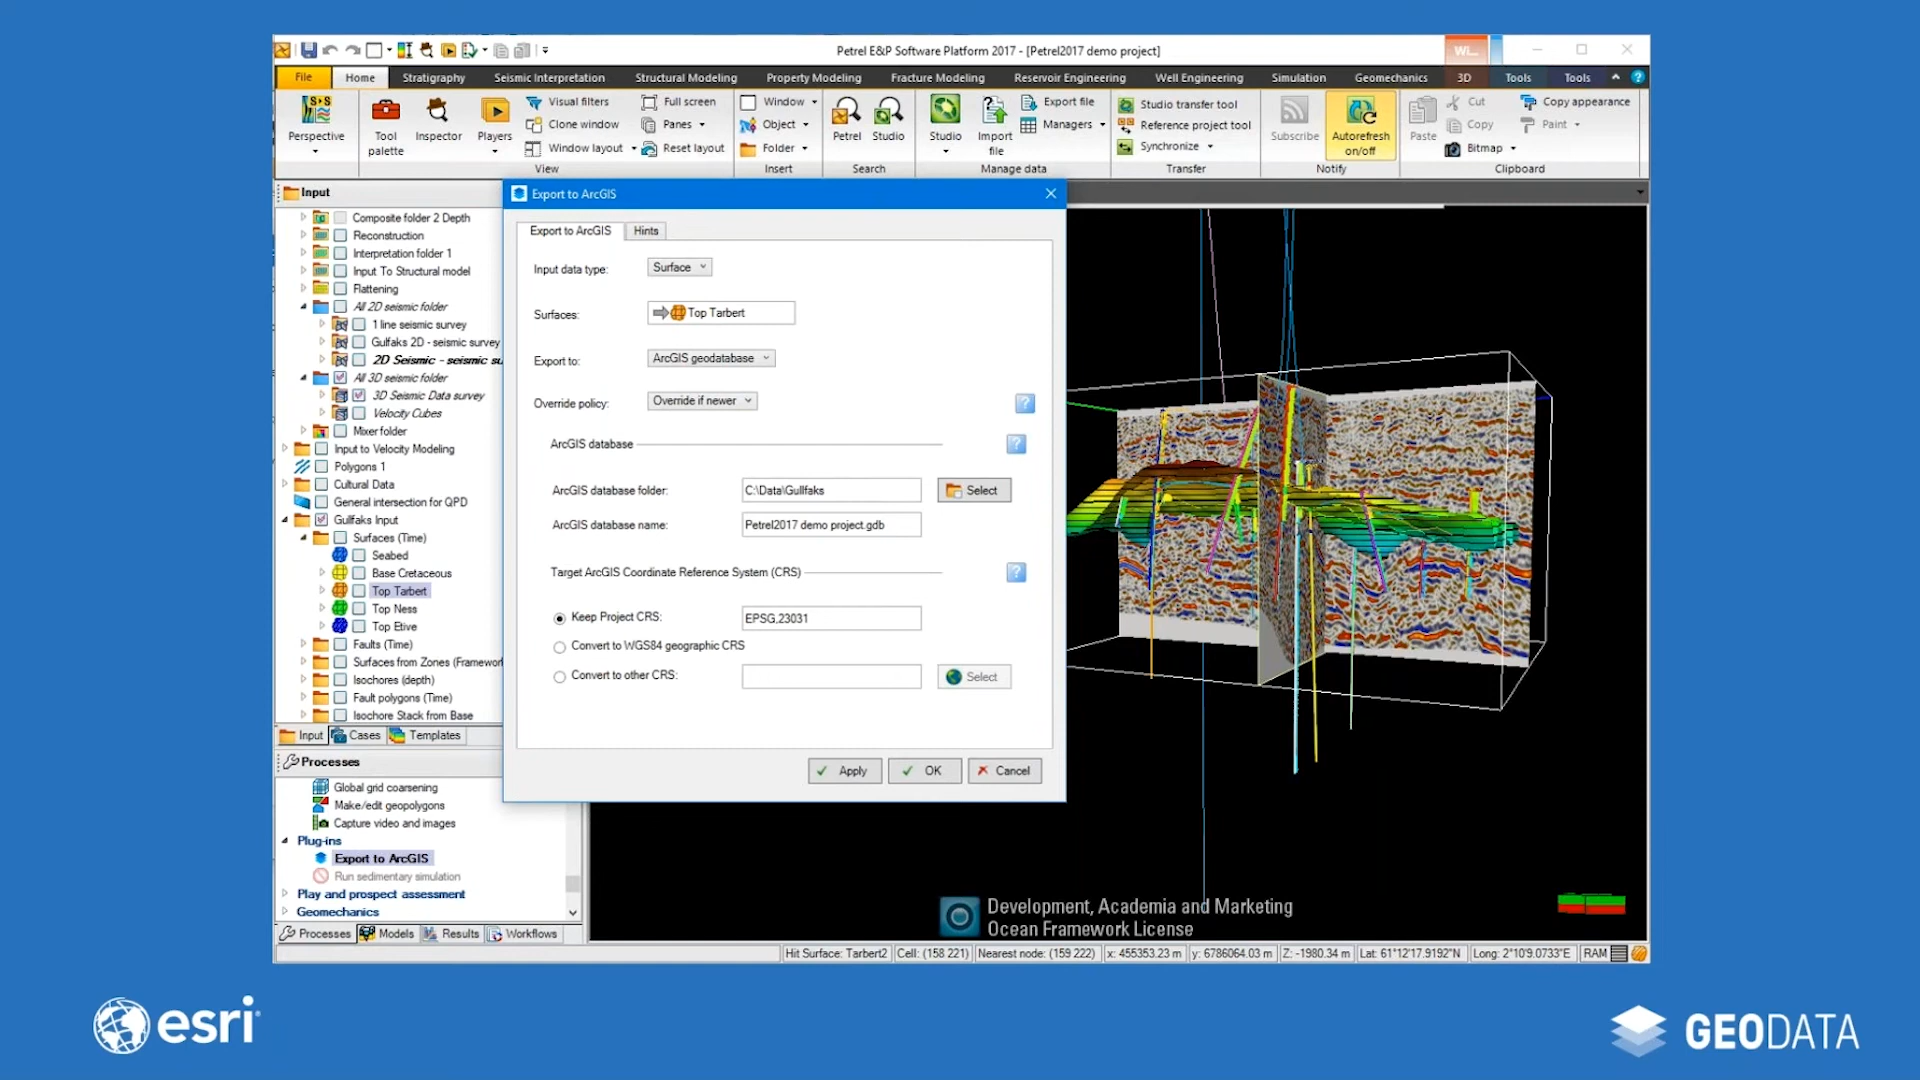 Petrel E&P Software Platform 2017 - [Petrel2017 demo project]
WI...
File Home Stratigraphy Seismic Interpretation Structural Modeling Property Modeling Fracture Modeling Reservoir Engineering Well Engineering Simulation Geomechanics 3D Tools Tools
Perspective
Tool palette
Inspector
Players
Visual filters
Clone window
Window layout
Full screen
Panes
Reset layout
View
Window
Object
Folder
Insert
Petrel
Studio
Search
Studio
Import file
Export file
Managers
Manage data
Studio transfer tool
Reference project tool
Synchronize
Transfer
Subscribe
Autorefresh on/off
Notify
Paste
Cut
Copy
Bitmap
Copy appearance
Paint
Clipboard
Input
Composite folder 2 Depth
Reconstruction
Interpretation folder 1
Input To Structural model
Flattening
All 2D seismic folder
1 line seismic survey
Gulfaks 2D - seismic survey
2D Seismic - seismic su
All 3D seismic folder
3D Seismic Data survey
Velocity Cubes
Mixer folder
Input to Velocity Modeling
Polygons 1
Cultural Data
General intersection for QPD
Gullfaks Input
Surfaces (Time)
Seabed
Base Cretaceous
Top Tarbert
Top Ness
Top Etive
Faults (Time)
Surfaces from Zones (Framewor
Isochores (depth)
Fault polygons (Time)
Isochore Stack from Base
Input Cases Templates
Processes
Global grid coarsening
Make/edit geopolygons
Capture video and images
Plug-ins
Export to ArcGIS
Run sedimentary simulation
Play and prospect assessment
Geomechanics
Processes Models Results Workflows
Export to ArcGIS
Export to ArcGIS Hints
Input data type: Surface
Surfaces: Top Tarbert
Export to: ArcGIS geodatabase
Override policy: Override if newer ?
ArcGIS database ?
ArcGIS database folder: C:\Data\Gullfaks Select
ArcGIS database name: Petrel2017 demo project.gdb
Target ArcGIS Coordinate Reference System (CRS) ?
Keep Project CRS: EPSG,23031
Convert to WGS84 geographic CRS
Convert to other CRS: Select
Apply OK Cancel
Development, Academia and Marketing
Ocean Framework License
Hit Surface: Tarbert2 Cell: (158 221) Nearest node: (159 222) x: 455353.23 m y: 6786064.03 m Z: -1980.34 m Lat: 61°12'17.9192"N Long: 2°10'9.0733"E RAM
esri
GEODATA